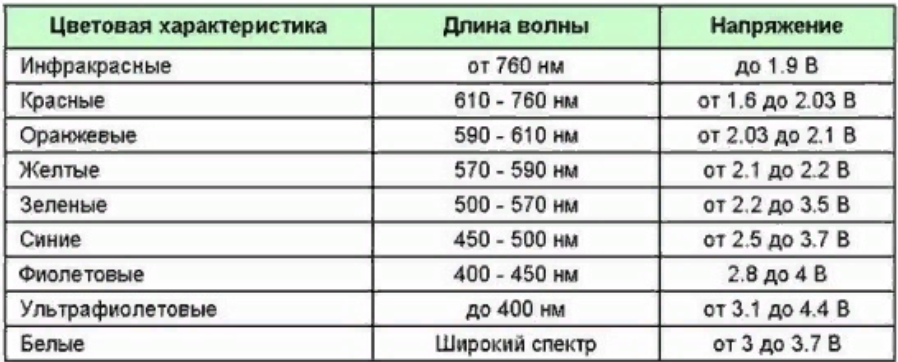 Цветовая характеристика Длина волны Напряжение
Инфракрасные от 760 нм до 1.9 В
Красные 610 - 760 нм от 1.6 до 2.03 В
Оранжевые 590 - 610 нм от 2.03 до 2.1 В
Желтые 570 - 590 нм от 2.1 до 2.2 В
Зеленые 500 - 570 нм от 2.2 до 3.5 В
Синие 450 - 500 нм от 2.5 до 3.7 В
Фиолетовые 400 - 450 нм 2.8 до 4 В
Ультрафиолетовые до 400 нм от 3.1 до 4.4 В
Белые Широкий спектр от 3 до 3.7 В